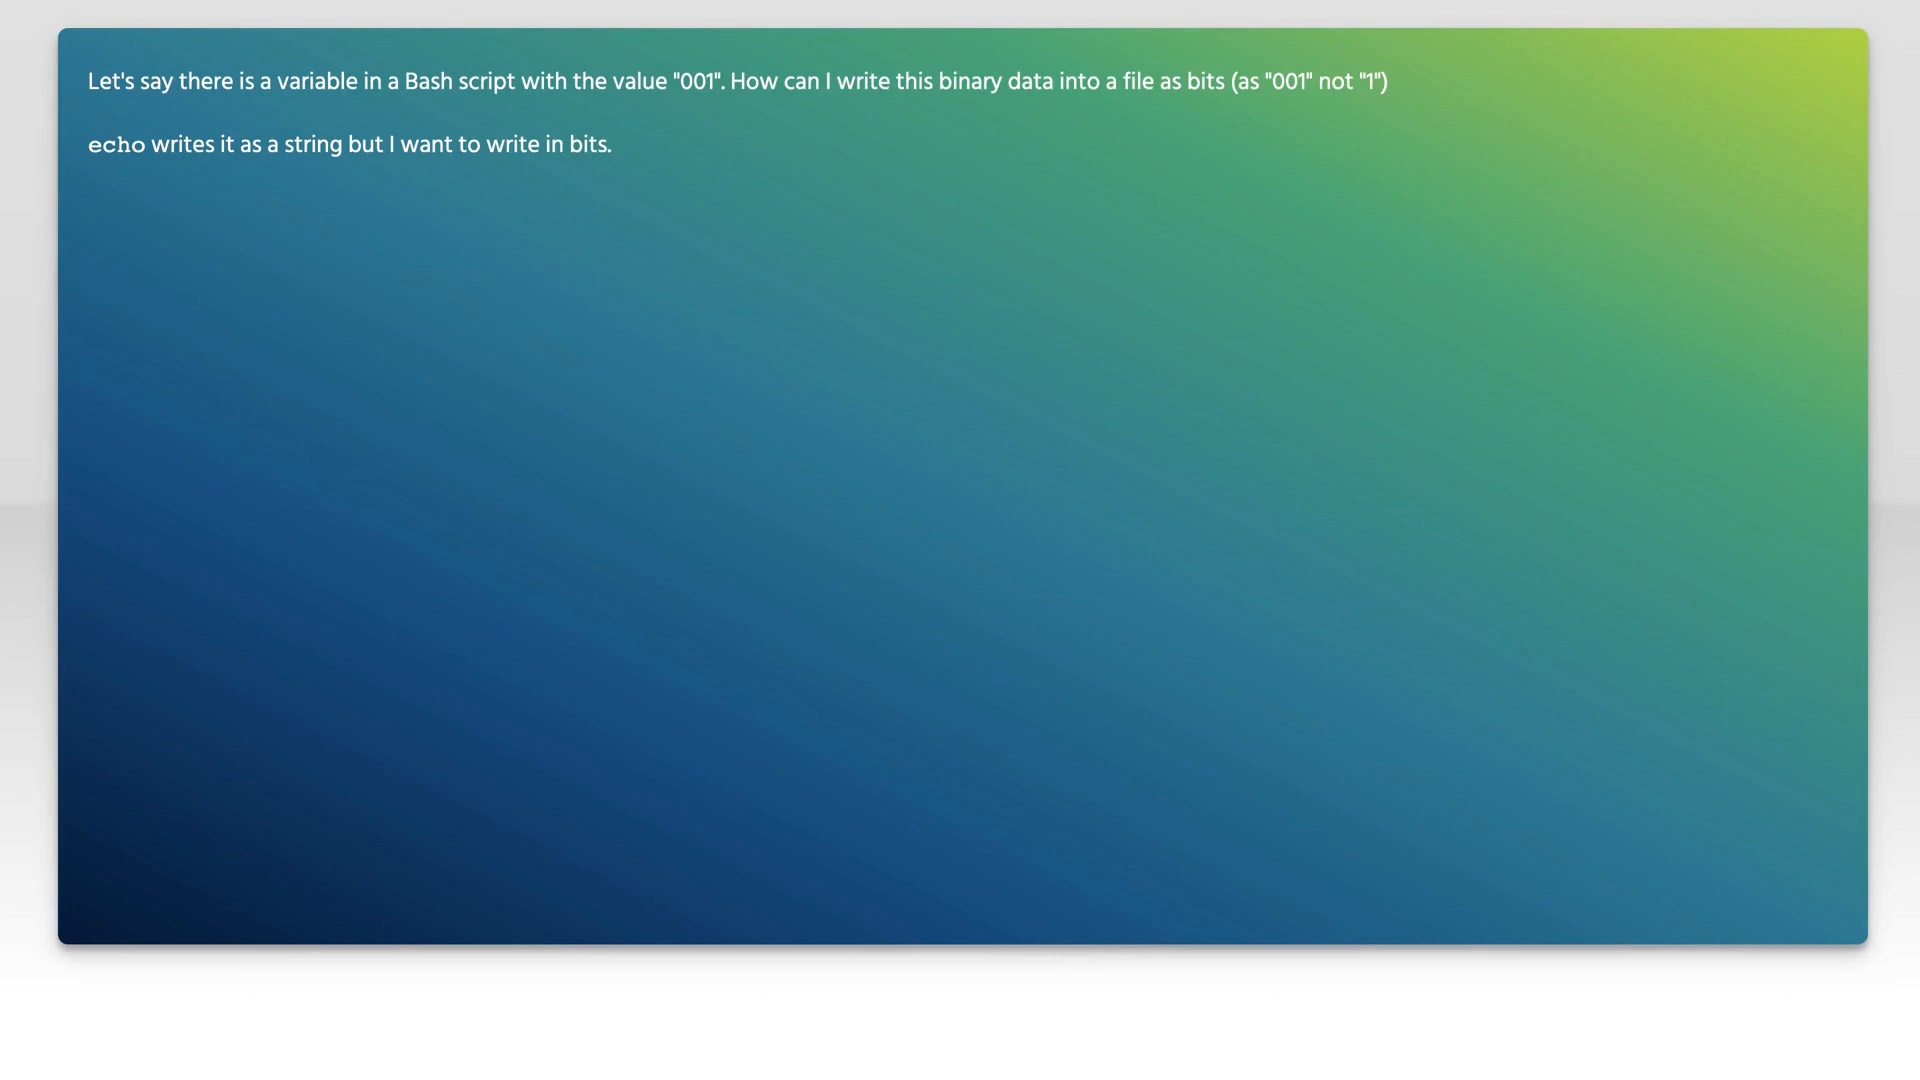 Let's say there is a variable in a Bash script with the value "001". How can I write this binary data into a file as bits (as "001" not "1")
echo writes it as a string but I want to write in bits.